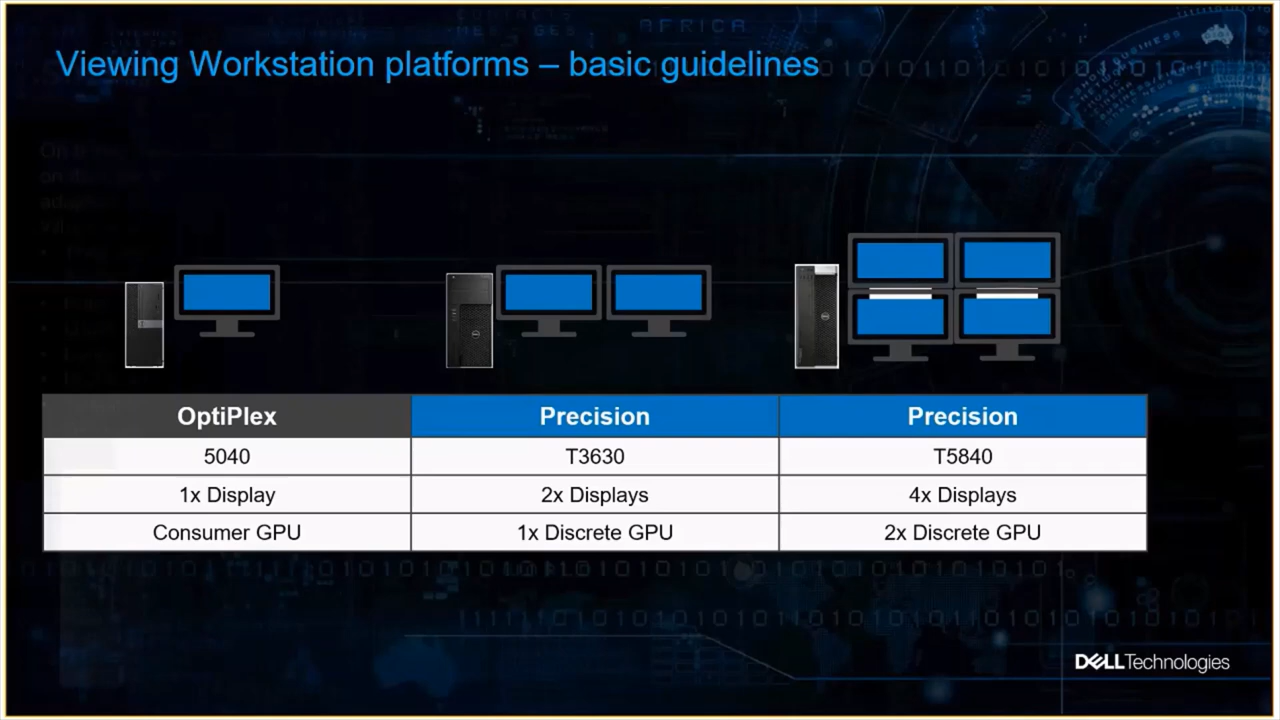 Viewing Workstation platforms – basic guidelines
OptiPlex
Precision
Precision
5040
T3630
T5840
1x Display
2x Displays
4x Displays
Consumer GPU
1x Discrete GPU
2x Discrete GPU
DELLTechnologies
AFRICA